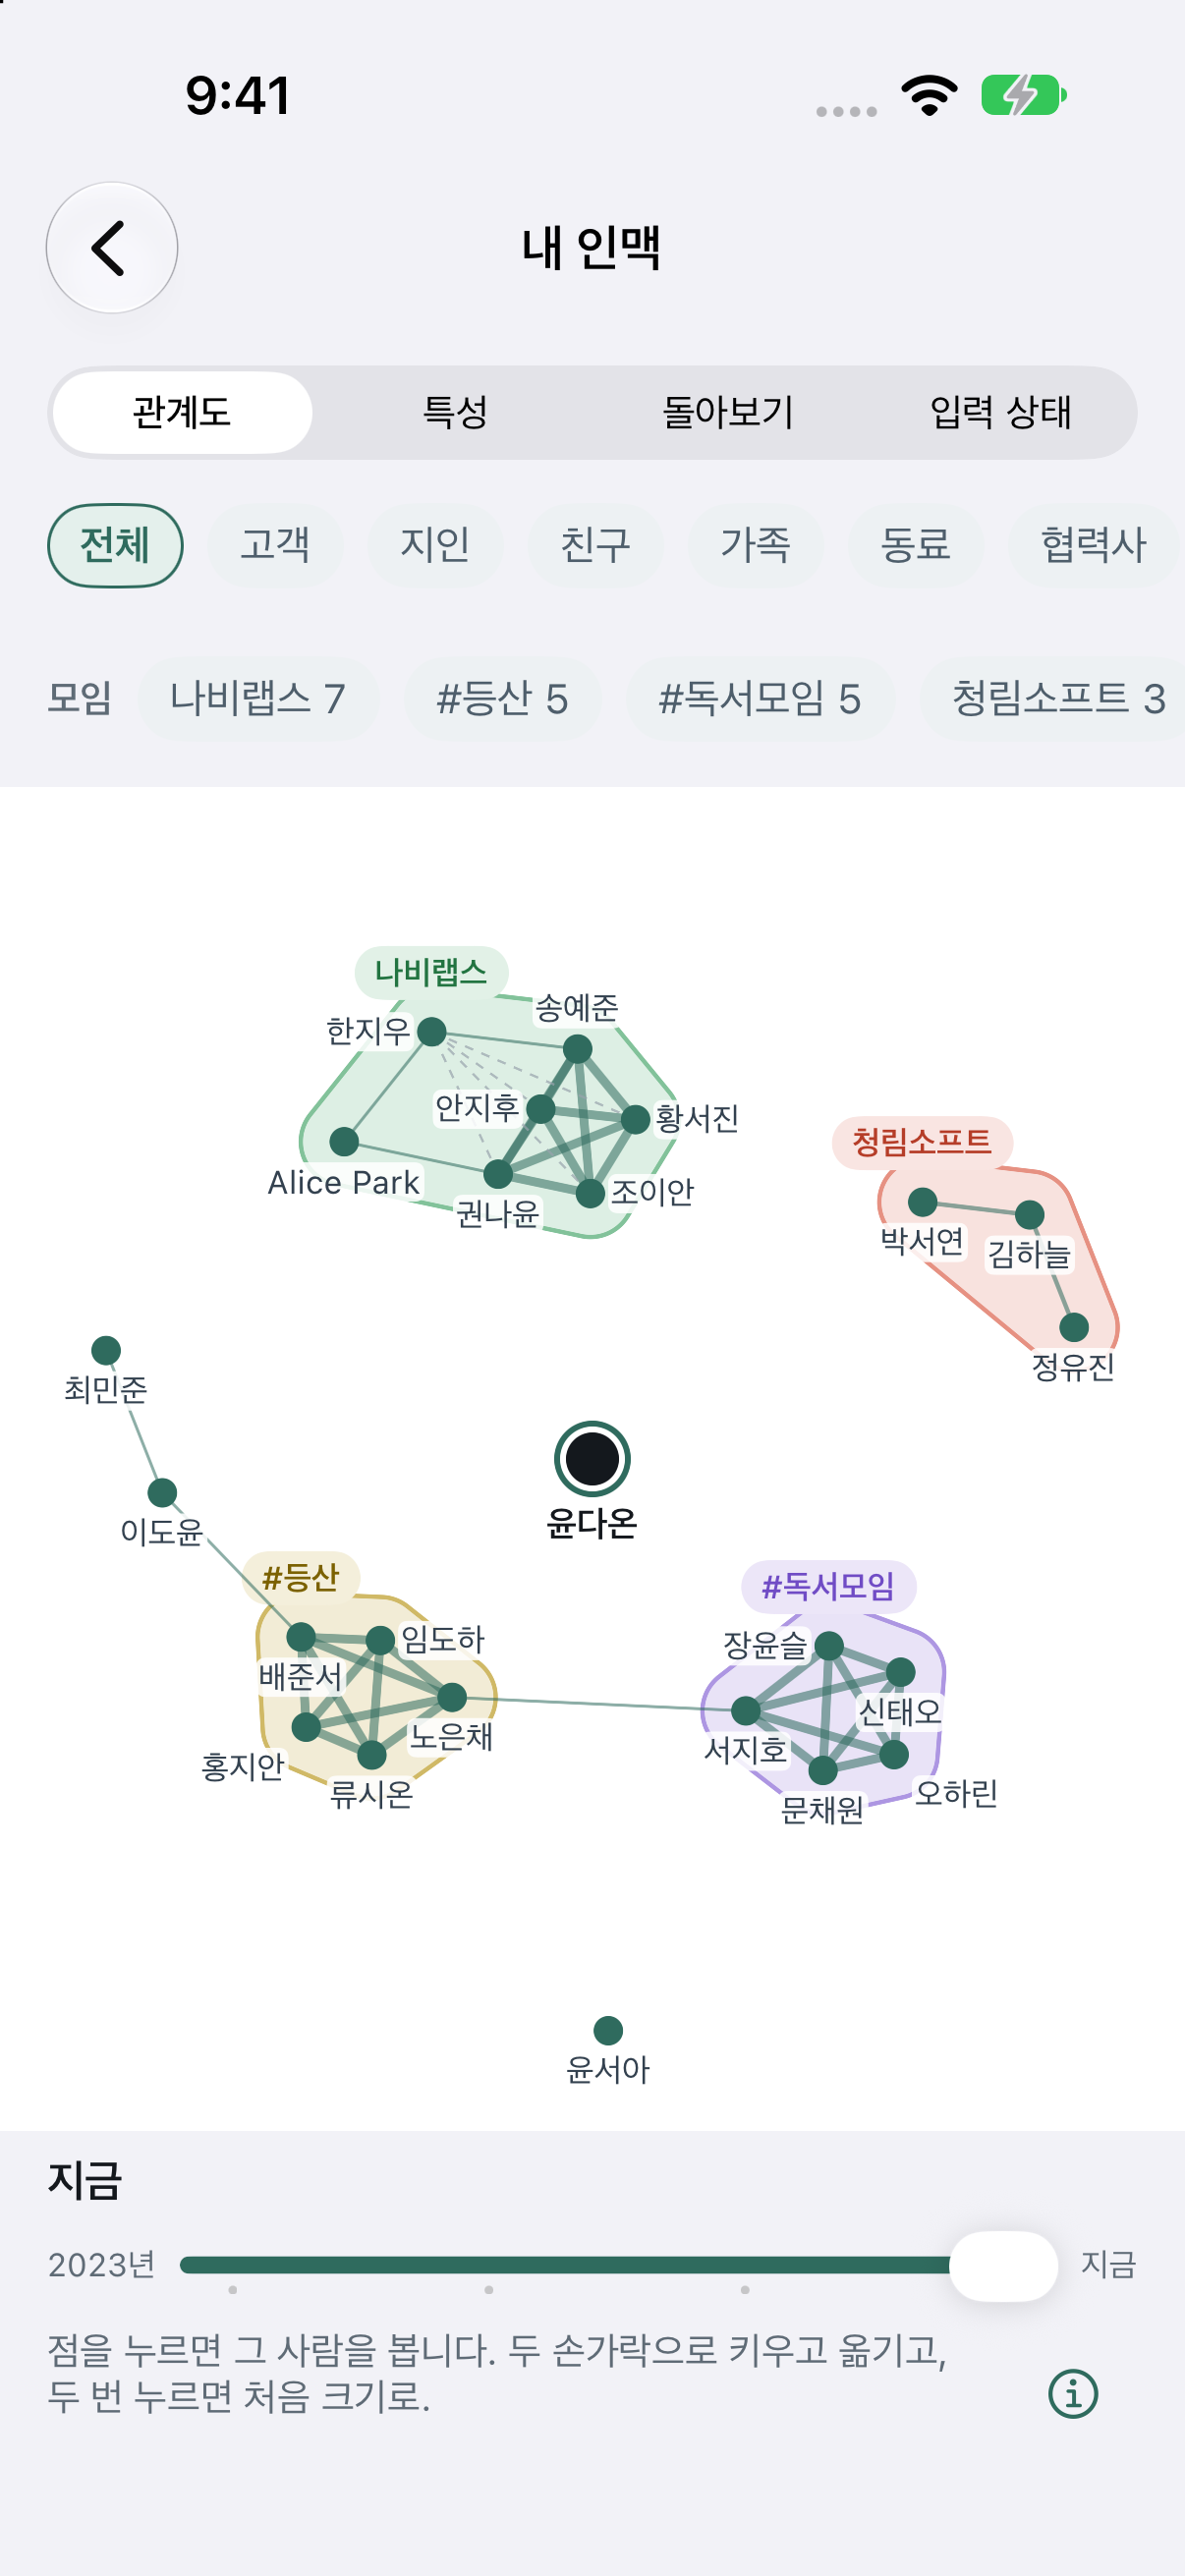 9:41
내 인맥
관계도 특성 돌아보기 입력 상태
전체 고객 지인 친구 가족 동료 협력사
모임 나비랩스 7 #등산 5 #독서모임 5 청림소프트 3
나비랩스
송예준
한지우
안지후
황서진
Alice Park
조이안
권나윤
청림소프트
박서연
김하늘
정유진
최민준
이도윤
윤다온
#등산
임도하
배준서
노은채
홍지안
류시온
#독서모임
장윤슬
신태오
서지호
오하린
문채원
윤서아
지금
2023년 지금
점을 누르면 그 사람을 봅니다. 두 손가락으로 키우고 옮기고,
두 번 누르면 처음 크기로.